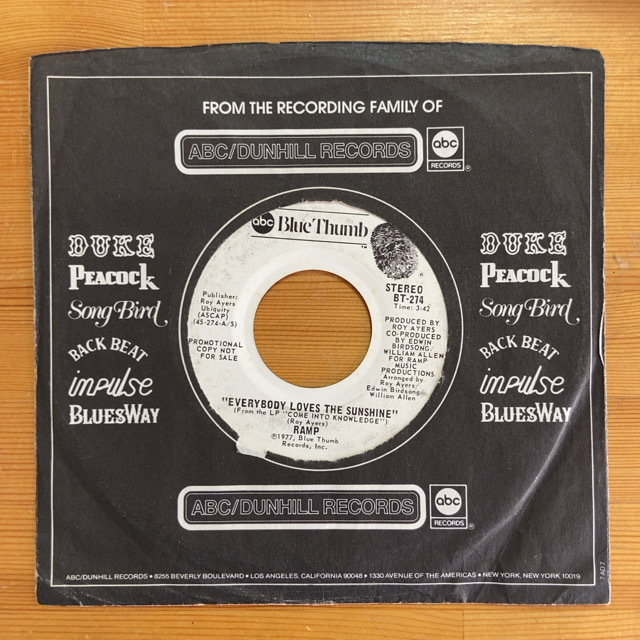 FROM THE RECORDING FAMILY OF
ABC/DUNHILL RECORDS
abc
RECORDS
®
DUKE
PEACOCK
Song Bird
BACK BEAT
impulse
BLUESWAY
abc Blue Thumb
Publisher:
Roy Ayers
Ubiquity
(ASCAP)
(45-274-A/S)
PROMOTIONAL
COPY NOT
FOR SALE
STEREO
BT-274
Time: 3:42
PRODUCED BY
ROY AYERS
CO-PRODUCED
BY EDWIN
BIRDSONG/
WILLIAM ALLEN
FOR RAMP
MUSIC
PRODUCTIONS
Arranged by
Roy Ayers/
Edwin Birdsong/
William Allen
"EVERYBODY LOVES THE SUNSHINE"
(From the LP "COME INTO KNOWLEDGE")
(Roy Ayers)
RAMP
℗1977, Blue Thumb
Records, Inc.
DUKE
PEACOCK
Song Bird
BACK BEAT
impulse
BLUESWAY
ABC/DUNHILL RECORDS
abc
RECORDS
®
ABC/DUNHILL RECORDS • 8255 BEVERLY BOULEVARD • LOS ANGELES, CALIFORNIA 90048 • 1330 AVENUE OF THE AMERICAS • NEW YORK, NEW YORK 10019